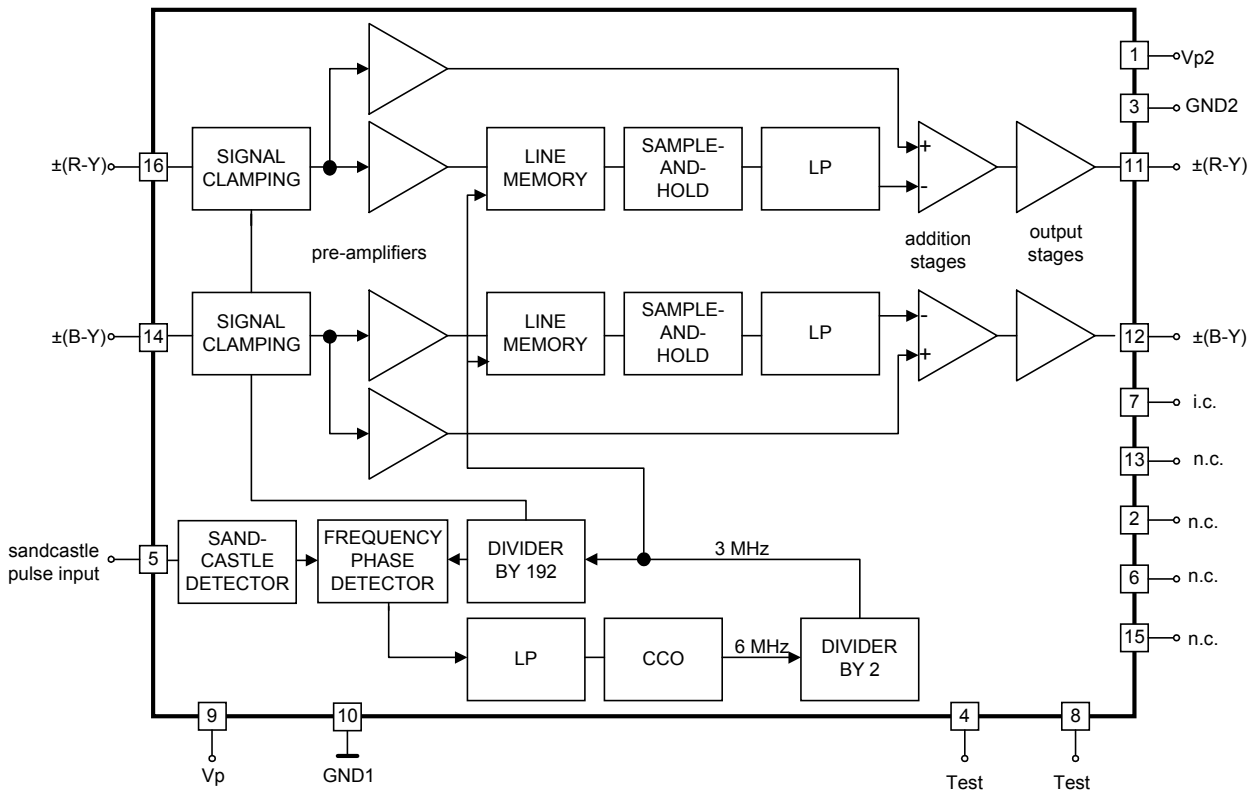 1
Vp2
3
GND2
±(R-Y)
16
SIGNAL
CLAMPING
LINE
MEMORY
SAMPLE-
AND-
HOLD
LP
+
-
11
±(R-Y)
pre-amplifiers
addition
stages
output
stages
±(B-Y)
14
SIGNAL
CLAMPING
LINE
MEMORY
SAMPLE-
AND-
HOLD
LP
-
+
12
±(B-Y)
7
i.c.
13
n.c.
2
n.c.
6
n.c.
15
n.c.
sandcastle
pulse input
5
SAND-
CASTLE
DETECTOR
FREQUENCY
PHASE
DETECTOR
DIVIDER
BY 192
3 MHz
LP
CCO
6 MHz
DIVIDER
BY 2
9
Vp
10
GND1
4
Test
8
Test